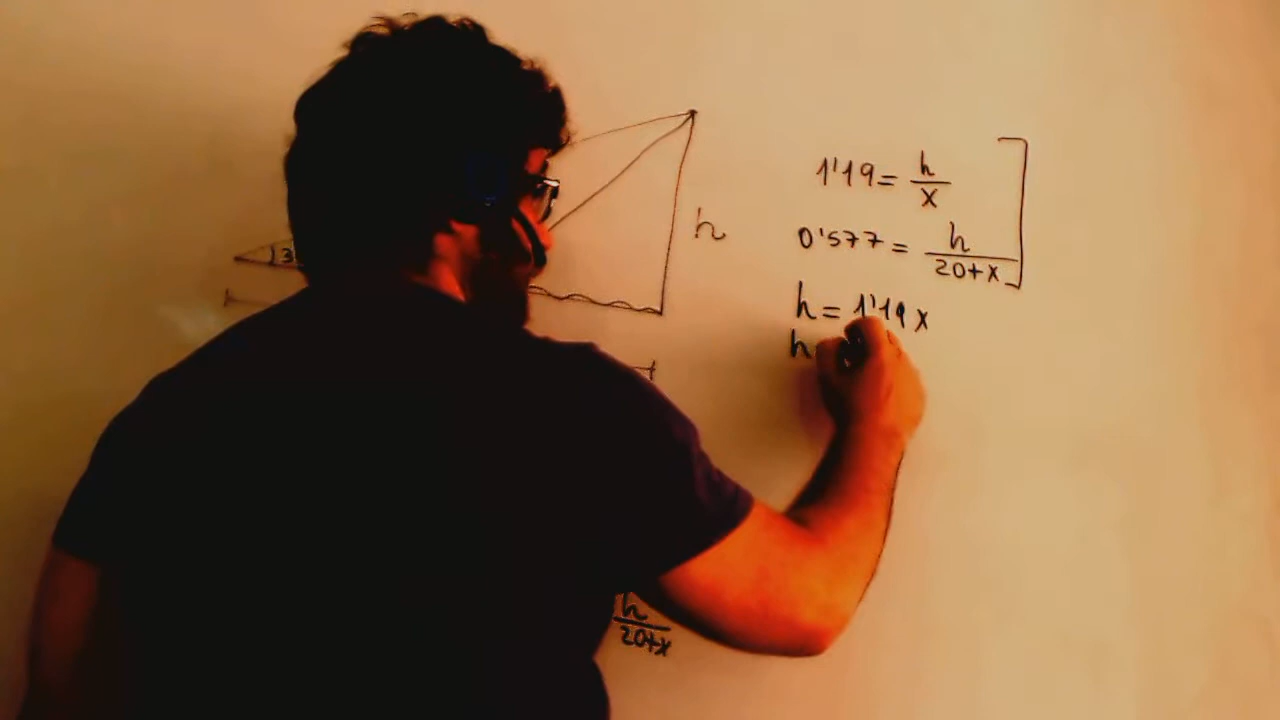 h
1'19 = h/x
0'577 = h/20+x
h = 1'19 x
h
h/20+x